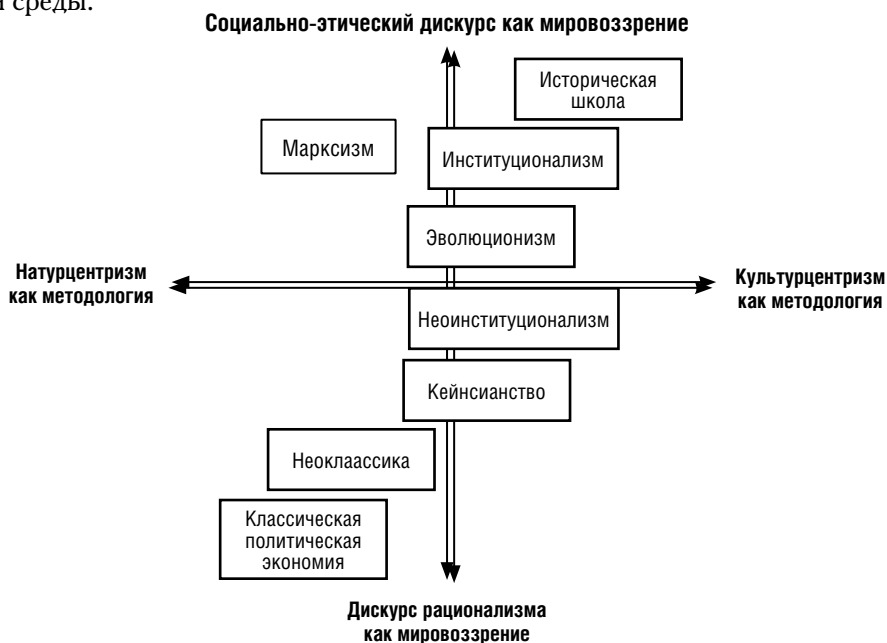 и среды.
Социально-этический дискурс как мировоззрение
Историческая
школа
Марксизм
Институционализм
Эволюционизм
Натурцентризм
как методология
Культурцентризм
как методология
Неоинституционализм
Кейнсианство
Неоклаассика
Классическая
политическая
экономия
Дискурс рационализма
как мировоззрение